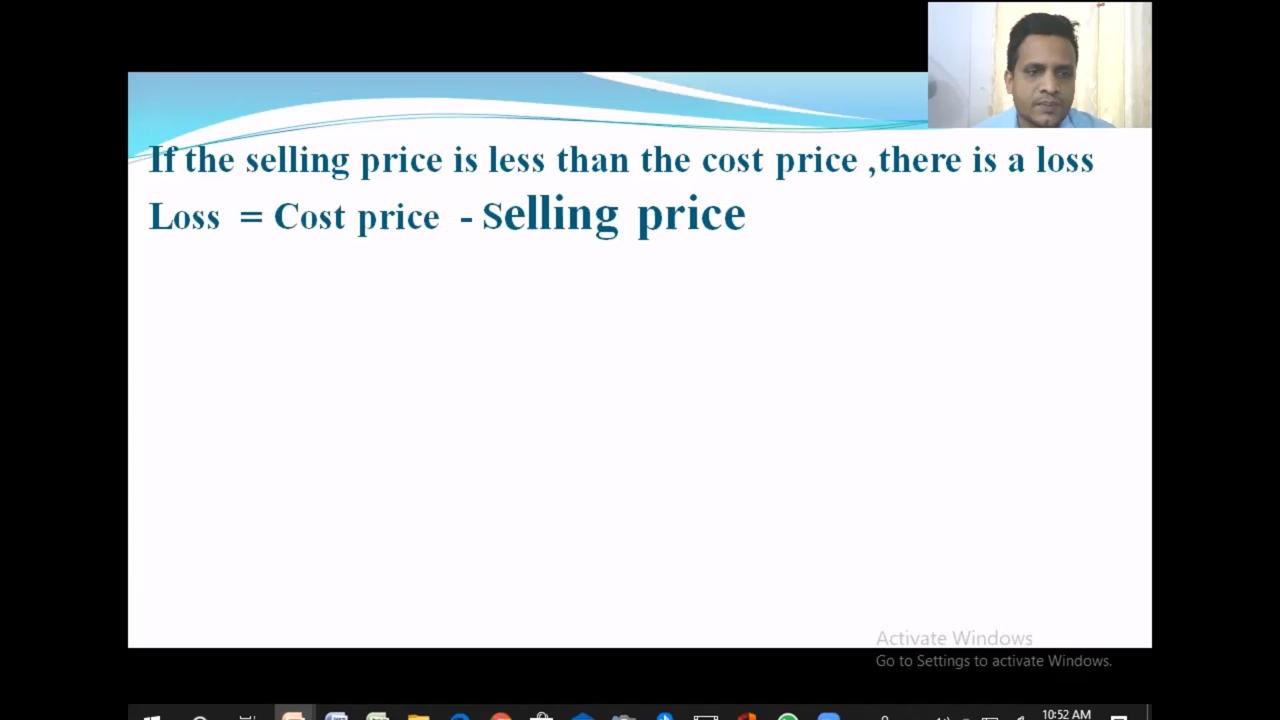 If the selling price is less than the cost price ,there is a loss
Loss = Cost price - Selling price
Activate Windows
Go to Settings to activate Windows.
10:52 AM